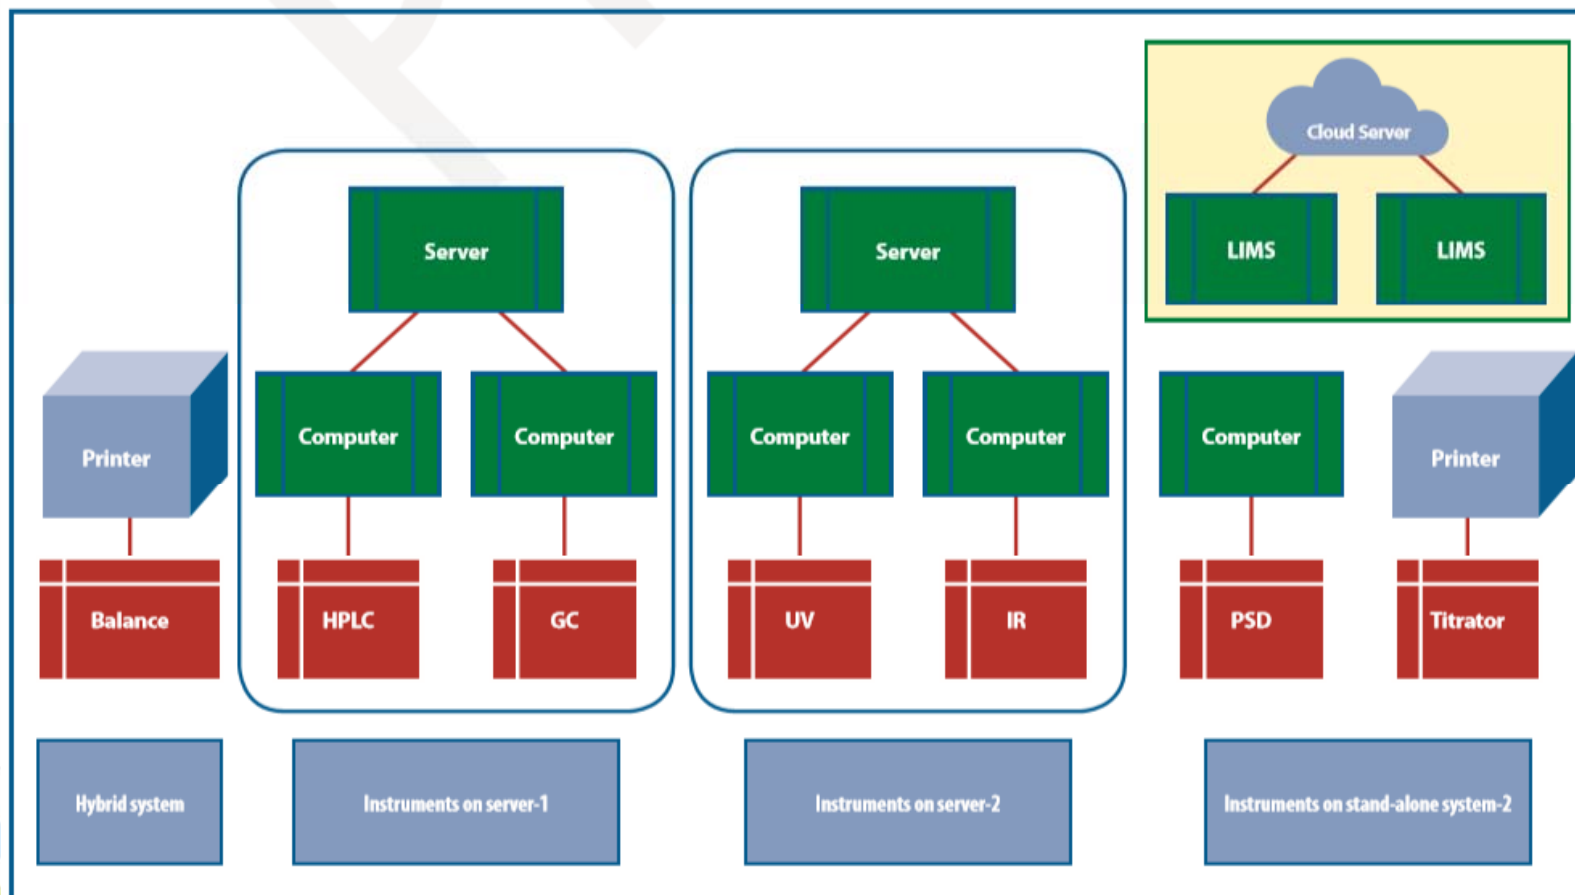 Cloud Server
Server
Server
LIMS
LIMS
Printer
Computer
Computer
Computer
Computer
Computer
Printer
Balance
HPLC
GC
UV
IR
PSD
Titrator
Hybrid system
Instruments on server-1
Instruments on server-2
Instruments on stand-alone system-2